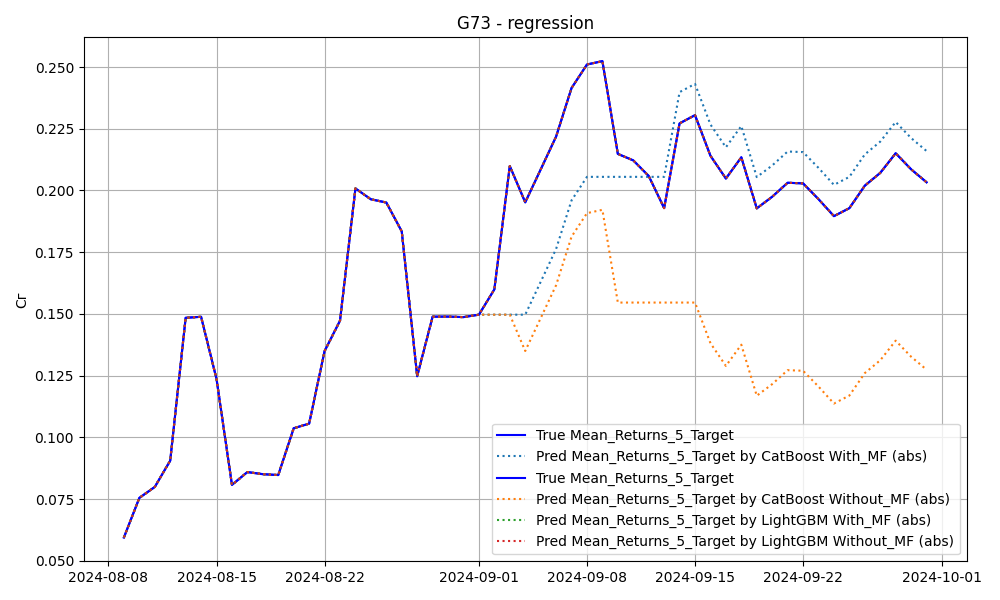 G73 - regression
Cr
0.250
0.225
0.200
0.175
0.150
0.125
0.100
0.075
0.050
2024-08-08
2024-08-15
2024-08-22
2024-09-01
2024-09-08
2024-09-15
2024-09-22
2024-10-01
True Mean_Returns_5_Target
Pred Mean_Returns_5_Target by CatBoost With_MF (abs)
True Mean_Returns_5_Target
Pred Mean_Returns_5_Target by CatBoost Without_MF (abs)
Pred Mean_Returns_5_Target by LightGBM With_MF (abs)
Pred Mean_Returns_5_Target by LightGBM Without_MF (abs)